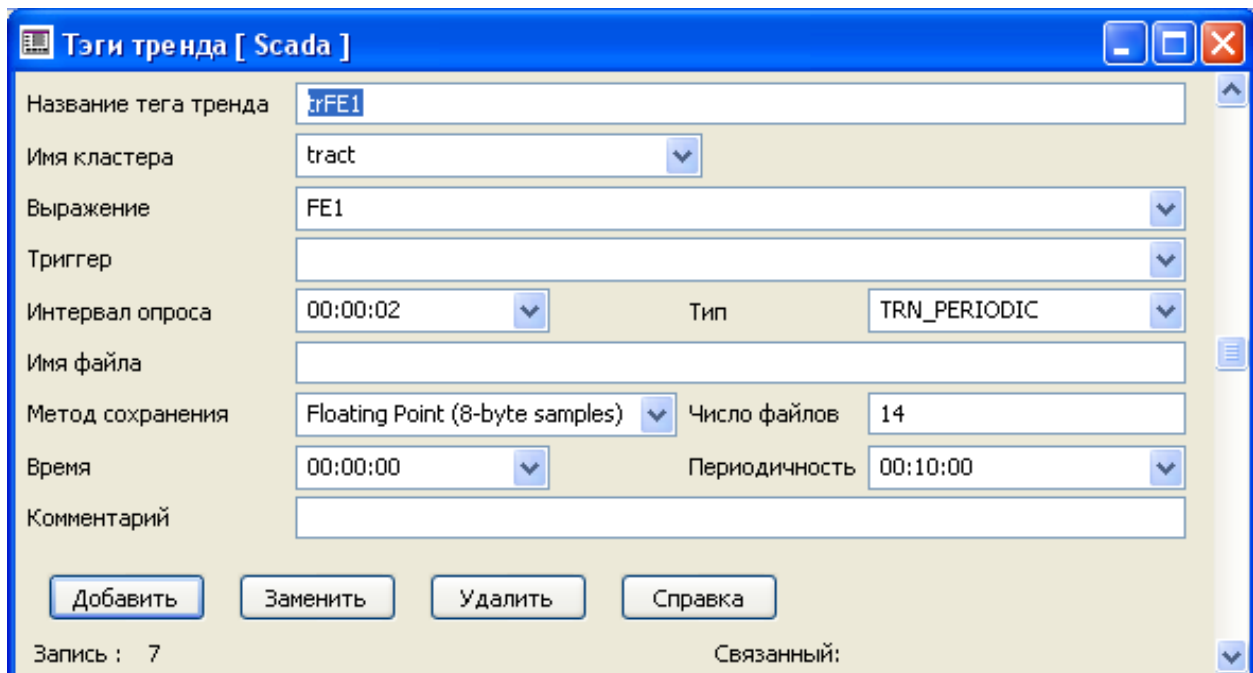 Тэги тренда [ Scada ]
Название тега тренда trFE1
Имя кластера tract
Выражение FE1
Триггер
Интервал опроса 00:00:02 Тип TRN_PERIODIC
Имя файла
Метод сохранения Floating Point (8-byte samples) Число файлов 14
Время 00:00:00 Периодичность 00:10:00
Комментарий
Добавить Заменить Удалить Справка
Запись : 7 Связанный: